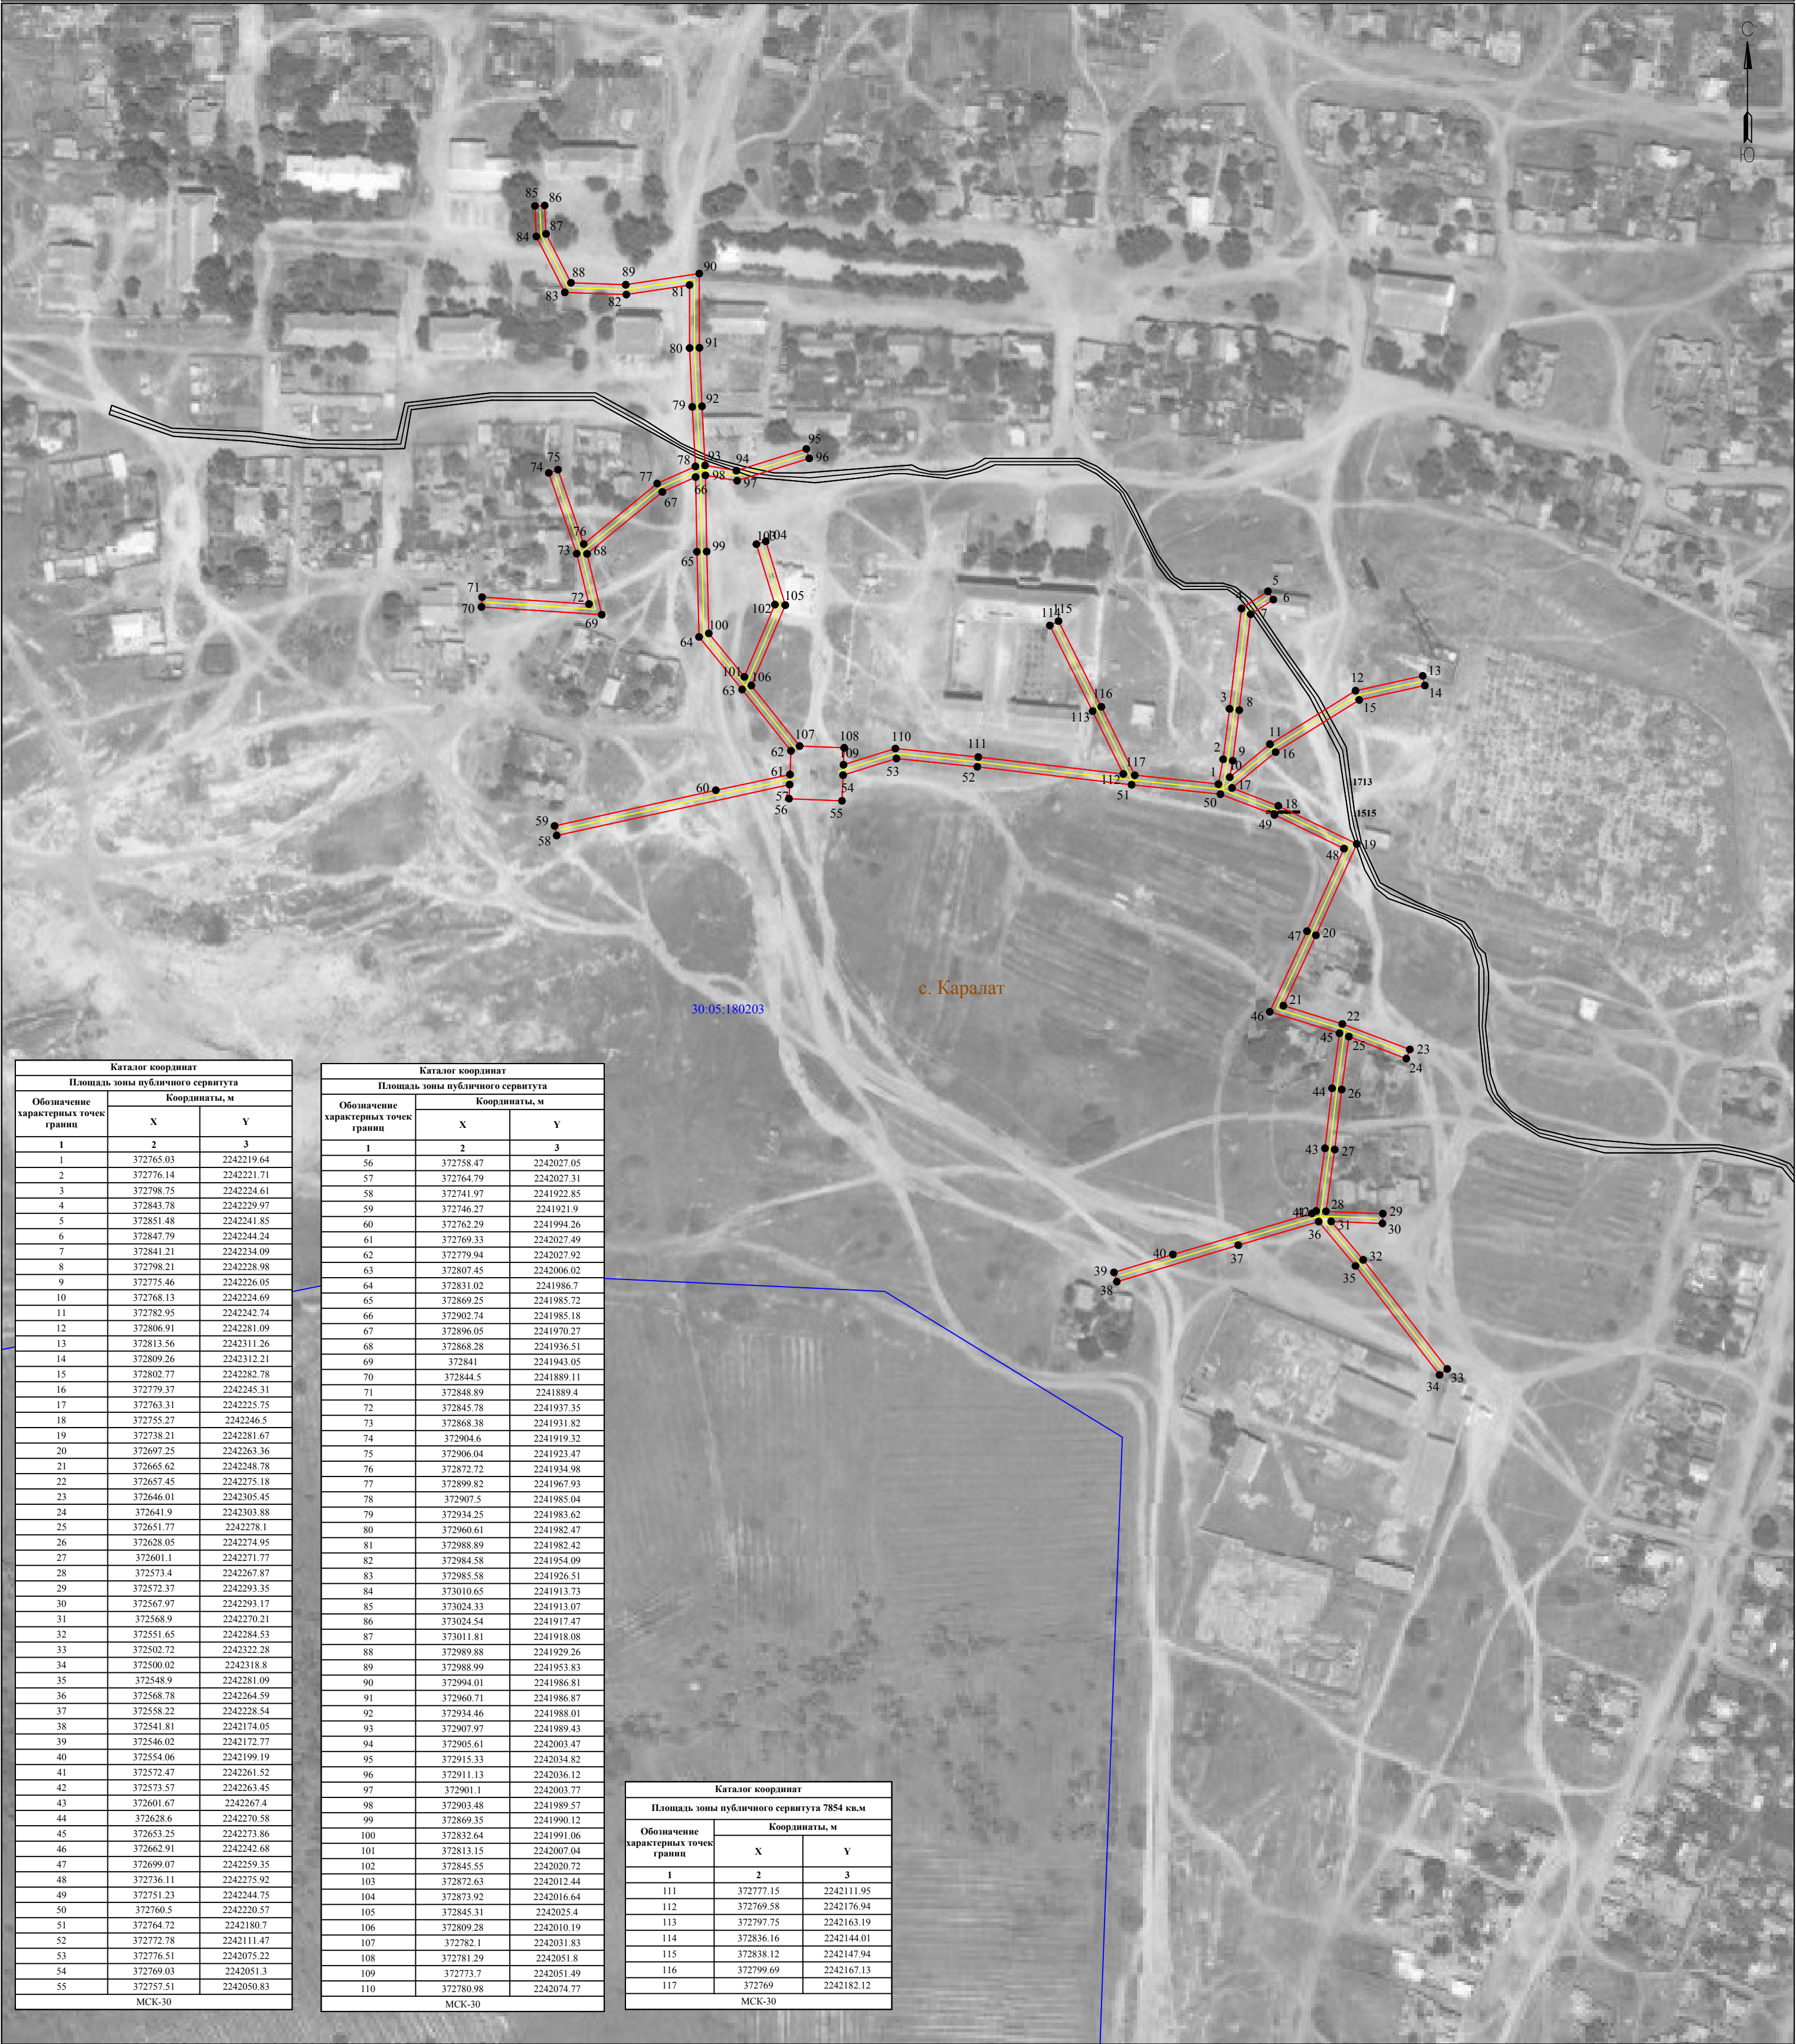 С
Ю
с. Каралат
30:05:180203
1713
1515
Каталог координат
Площадь зоны публичного сервитута
Обозначение характерных точек границ
Координаты, м
X Y
1 2 3
1 372765.03 2242219.64
2 372776.14 2242221.71
3 372798.75 2242224.61
4 372843.78 2242229.97
5 372851.48 2242241.85
6 372847.79 2242244.24
7 372841.21 2242234.09
8 372798.21 2242228.98
9 372775.46 2242226.05
10 372768.13 2242224.69
11 372782.95 2242242.74
12 372806.91 2242281.09
13 372813.56 2242311.26
14 372809.26 2242312.21
15 372802.77 2242282.78
16 372779.37 2242245.31
17 372763.31 2242225.75
18 372755.27 2242246.5
19 372738.21 2242281.67
20 372697.25 2242263.36
21 372665.62 2242248.78
22 372657.45 2242275.18
23 372646.01 2242305.45
24 372641.9 2242303.88
25 372651.77 2242278.1
26 372628.05 2242274.95
27 372601.1 2242271.77
28 372573.4 2242267.87
29 372572.37 2242293.35
30 372567.97 2242293.17
31 372568.9 2242270.21
32 372551.65 2242284.53
33 372502.72 2242322.28
34 372500.02 2242318.8
35 372548.9 2242281.09
36 372568.78 2242264.59
37 372558.22 2242228.54
38 372541.81 2242174.05
39 372546.02 2242172.77
40 372554.06 2242199.19
41 372572.47 2242261.52
42 372573.57 2242263.45
43 372601.67 2242267.4
44 372628.6 2242270.58
45 372653.25 2242273.86
46 372662.91 2242242.68
47 372699.07 2242259.35
48 372736.11 2242275.92
49 372751.23 2242244.75
50 372760.5 2242220.57
51 372764.72 2242180.7
52 372772.78 2242111.47
53 372776.51 2242075.22
54 372769.03 2242051.3
55 372757.51 2242050.83
МСК-30
Каталог координат
Площадь зоны публичного сервитута
Обозначение характерных точек границ
Координаты, м
X Y
1 2 3
56 372758.47 2242027.05
57 372764.79 2242027.31
58 372741.97 2241922.85
59 372746.27 2241921.9
60 372762.29 2241994.26
61 372769.33 2242027.49
62 372779.94 2242027.92
63 372807.45 2242006.02
64 372831.02 2241986.7
65 372869.25 2241985.72
66 372902.74 2241985.18
67 372896.05 2241970.27
68 372868.28 2241936.51
69 372841 2241943.05
70 372844.5 2241889.11
71 372848.89 2241889.4
72 372845.78 2241937.35
73 372868.38 2241931.82
74 372904.6 2241919.32
75 372906.04 2241923.47
76 372872.72 2241934.98
77 372899.82 2241967.93
78 372907.5 2241985.04
79 372934.25 2241983.62
80 372960.61 2241982.47
81 372988.89 2241982.42
82 372984.58 2241954.09
83 372985.58 2241926.51
84 373010.65 2241913.73
85 373024.33 2241913.07
86 373024.54 2241917.47
87 373011.81 2241918.08
88 372989.88 2241929.26
89 372988.99 2241953.83
90 372994.01 2241986.81
91 372960.71 2241986.87
92 372934.46 2241988.01
93 372907.97 2241989.43
94 372905.61 2242003.47
95 372915.33 2242034.82
96 372911.13 2242036.12
97 372901.1 2242003.77
98 372903.48 2241989.57
99 372869.35 2241990.12
100 372832.64 2241991.06
101 372813.15 2242007.04
102 372845.55 2242020.72
103 372872.63 2242012.44
104 372873.92 2242016.64
105 372845.31 2242025.4
106 372809.28 2242010.19
107 372782.1 2242031.83
108 372781.29 2242051.8
109 372773.7 2242051.49
110 372780.98 2242074.77
МСК-30
Каталог координат
Площадь зоны публичного сервитута 7854 кв.м
Обозначение характерных точек границ
Координаты, м
X Y
1 2 3
111 372777.15 2242111.95
112 372769.58 2242176.94
113 372797.75 2242163.19
114 372836.16 2242144.01
115 372838.12 2242147.94
116 372799.69 2242167.13
117 372769 2242182.12
МСК-30